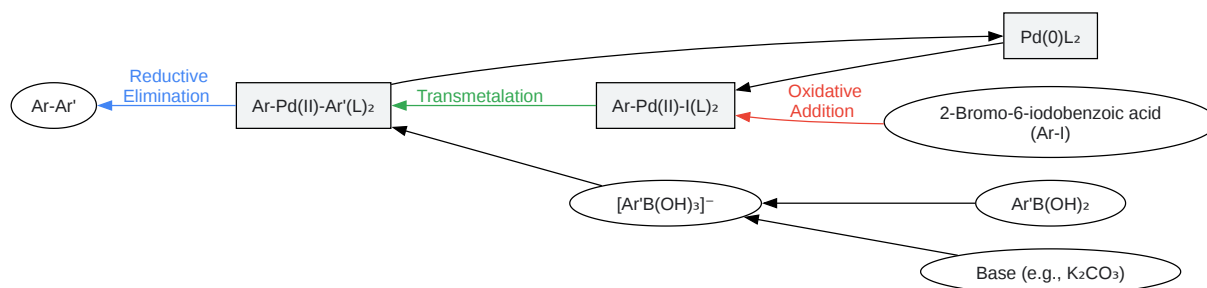 Pd(0)L₂
Reductive
Elimination
Oxidative
Addition
Ar-Ar'
Ar-Pd(II)-Ar'(L)₂
Transmetalation
Ar-Pd(II)-I(L)₂
2-Bromo-6-iodobenzoic acid
(Ar-I)
[Ar'B(OH)₃]⁻
Ar'B(OH)₂
Base (e.g., K₂CO₃)